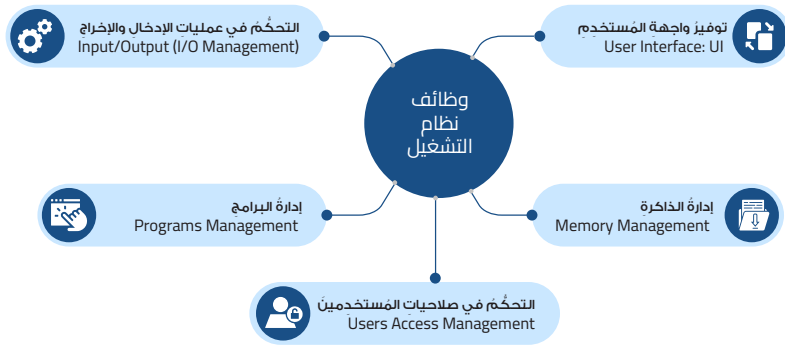 وظائف
نظام
التشغيل
توفيرُ واجهةِ المُستخدِمِ
User Interface: UI
التحكُّمُ في عملياتِ الإدخالِ والإخراجِ
Input/Output (I/O Management)
إدارةُ الذاكرةِ
Memory Management
إدارةُ البرامجِ
Programs Management
التحكُّمُ في صلاحياتِ المُستخدِمينَ
Users Access Management